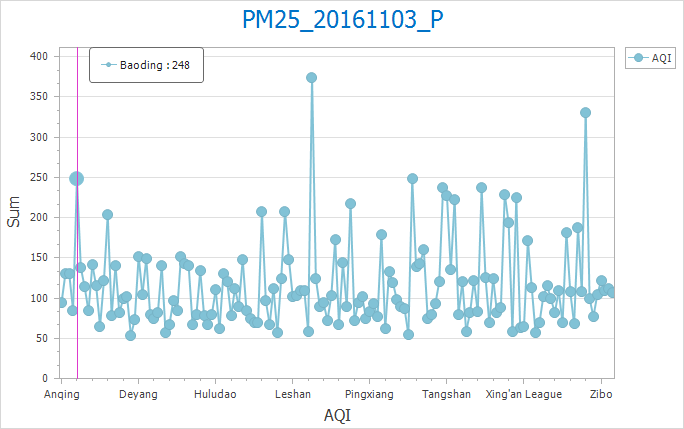 PM25_20161103_P
400
350
300
250
200
150
100
50
0
Sum
Baoding : 248
AQI
Anqing
Deyang
Huludao
Leshan
Pingxiang
Tangshan
Xing'an League
Zibo
AQI